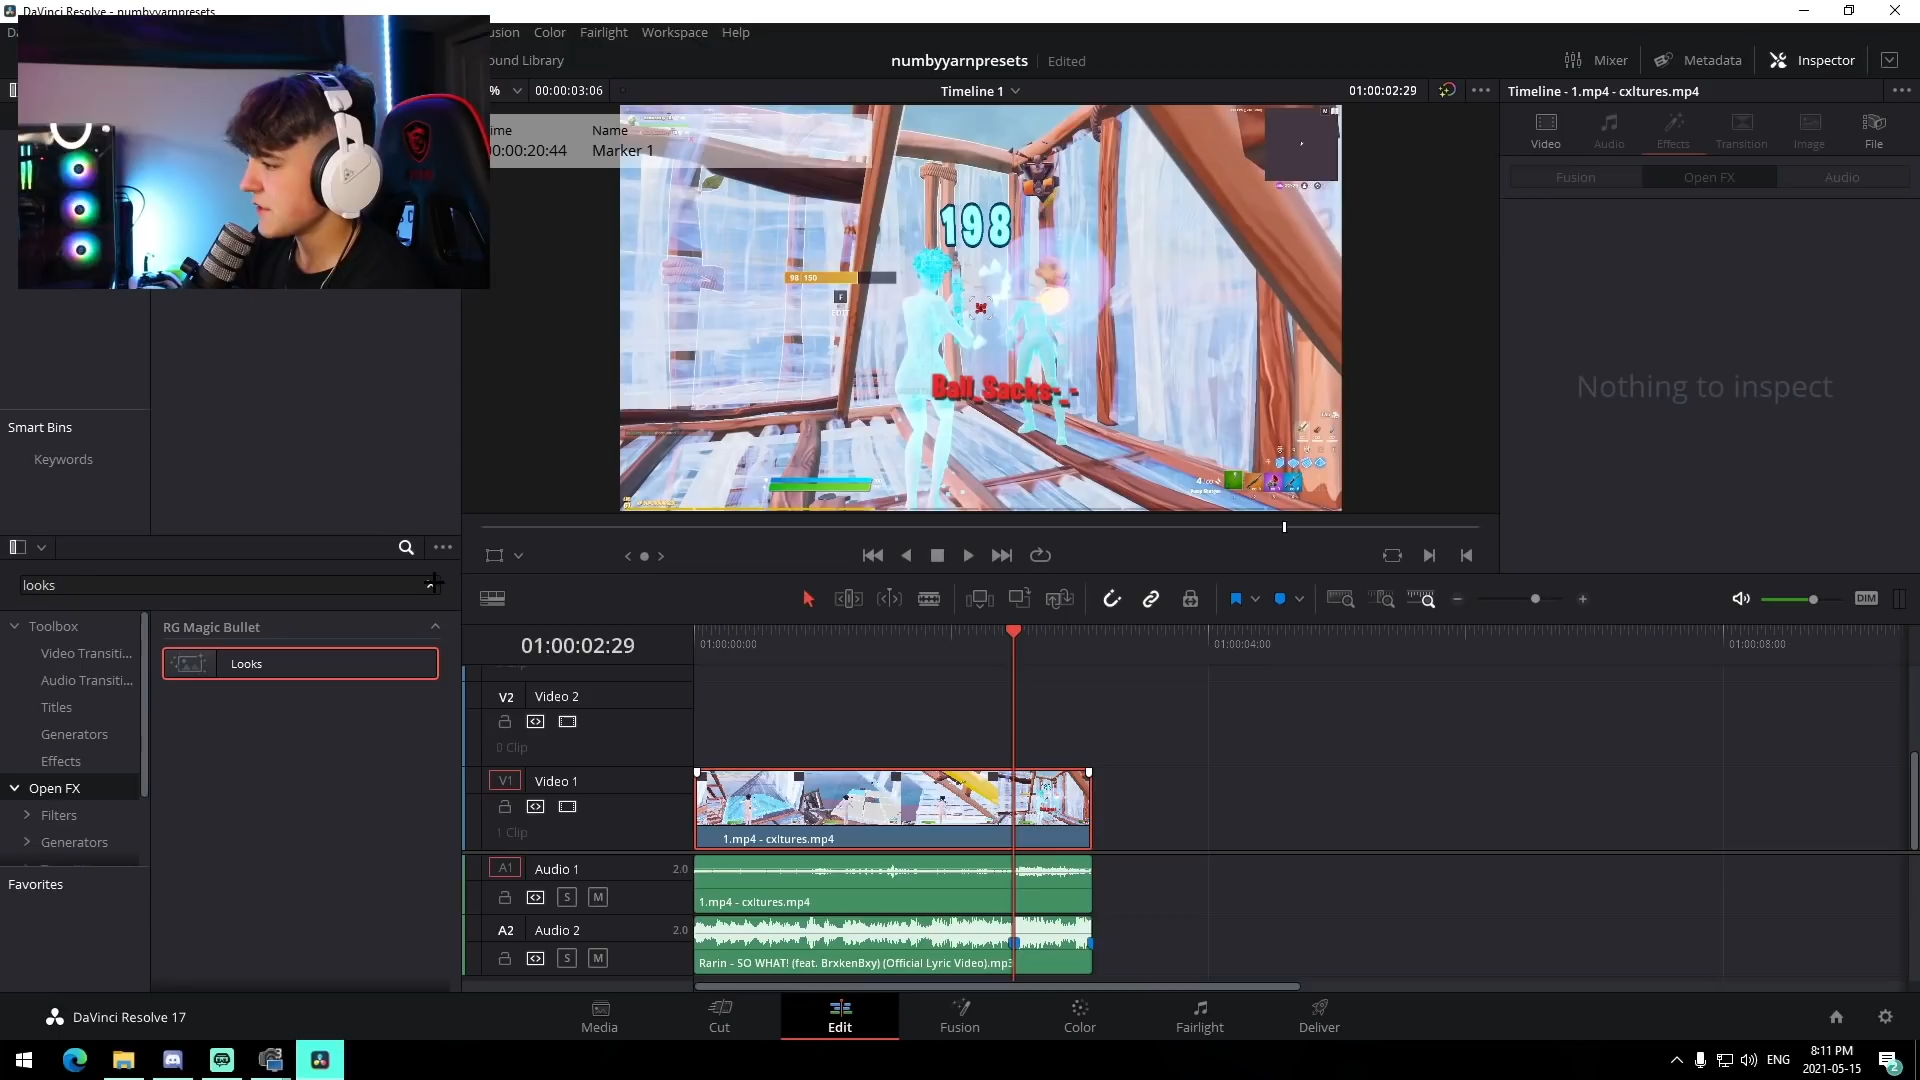 DaVinci Resolve - numbyyarnpresets
usion Color Fairlight Workspace Help
ound Library
numbyyarnpresets Edited
Mixer Metadata Inspector
% 00:00:03:06
Timeline 1
01:00:02:29
Timeline - 1.mp4 - cxltures.mp4
ime Name
00:00:20:44 Marker 1
Video Audio Effects Transition Image File
Fusion Open FX Audio
Nothing to inspect
198
98 150
F
EDIT
Ball_Sacks-_-
Smart Bins
Keywords
looks
Toolbox
Video Transiti...
Audio Transiti...
Titles
Generators
Effects
Open FX
Filters
Generators
Favorites
RG Magic Bullet
Looks
DIM
01:00:02:29
01:00:00:00 01:00:04:00 01:00:08:00
V2 Video 2
0 Clip
V1 Video 1
1 Clip
1.mp4 - cxltures.mp4
A1 Audio 1 2.0
S M
1.mp4 - cxltures.mp4
A2 Audio 2 2.0
S M
Rarin - SO WHAT! (feat. BrxkenBxy) (Official Lyric Video).mp3
DaVinci Resolve 17
Media Cut Edit Fusion Color Fairlight Deliver
ENG
8:11 PM
2021-05-15
2